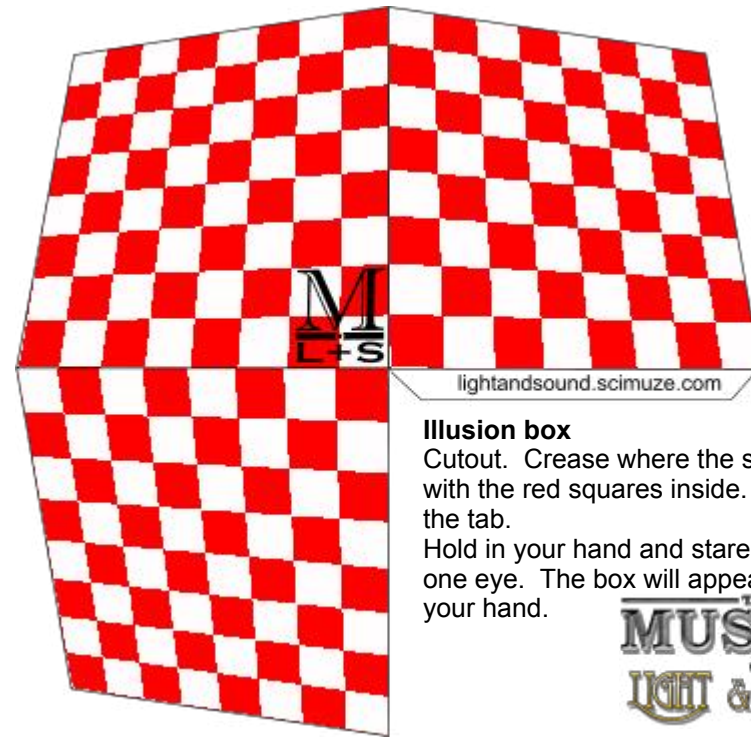 M
L+S
lightandsound.scimuze.com
Illusion box
Cutout. Crease where the s
with the red squares inside.
the tab.
Hold in your hand and stare
one eye. The box will appea
your hand.
MUS
LIGHT &